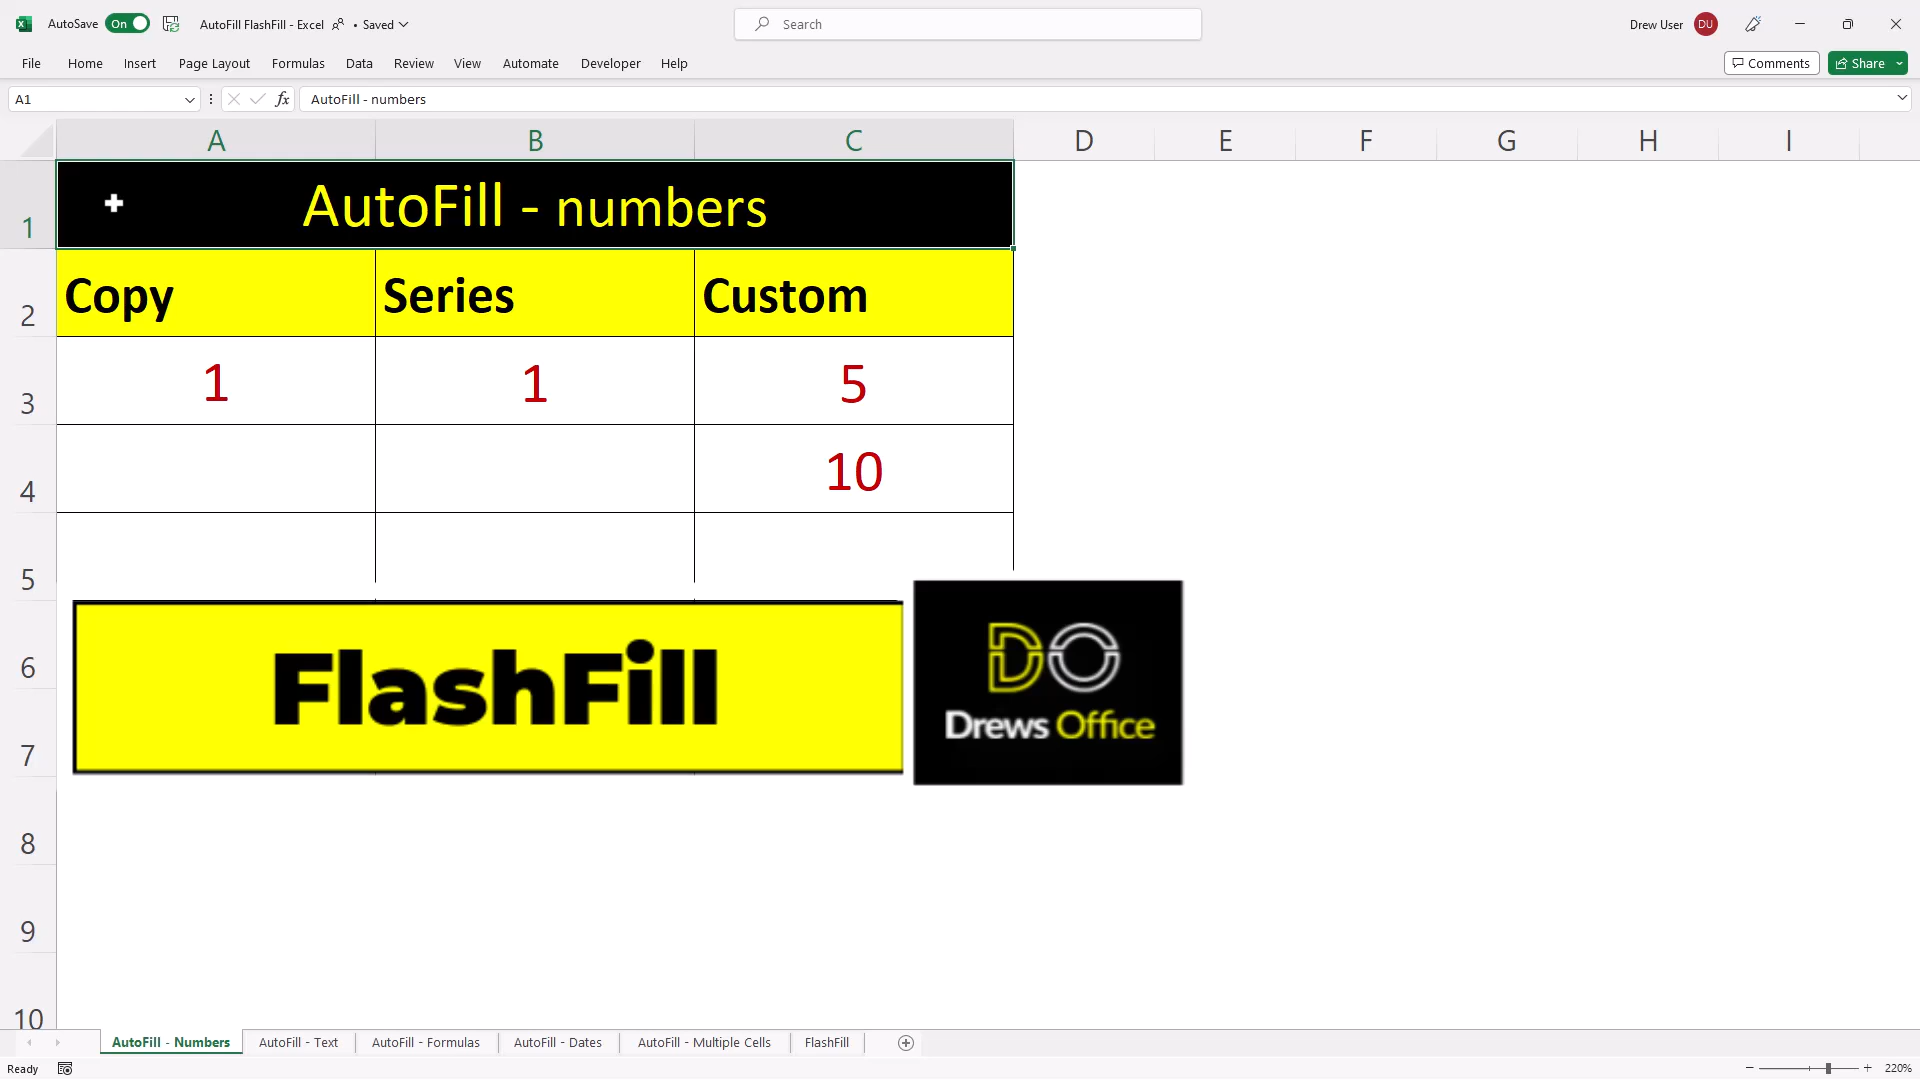 AutoSave On AutoFill FlashFill - Excel • Saved Search Drew User DU
File Home Insert Page Layout Formulas Data Review View Automate Developer Help Comments Share
A1 fx AutoFill - numbers
A B C D E F G H I
1 AutoFill - numbers
2 Copy Series Custom
3 1 1 5
4 10
5
6 FlashFill DO
7 Drews Office
8
9
10
AutoFill - Numbers AutoFill - Text AutoFill - Formulas AutoFill - Dates AutoFill - Multiple Cells FlashFill
Ready 220%